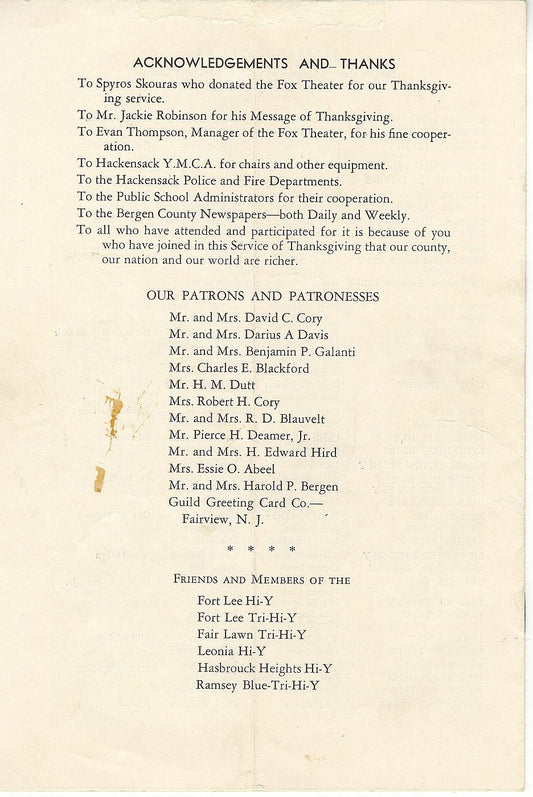 ACKNOWLEDGEMENTS AND THANKS
To Spyros Skouras who donated the Fox Theater for our Thanksgiv-
ing service.
To Mr. Jackie Robinson for his Message of Thanksgiving.
To Evan Thompson, Manager of the Fox Theater, for his fine cooper-
ation.
To Hackensack Y.M.C.A. for chairs and other equipment.
To the Hackensack Police and Fire Departments.
To the Public School Administrators for their cooperation.
To the Bergen County Newspapers—both Daily and Weekly.
To all who have attended and participated for it is because of you
who have joined in this Service of Thanksgiving that our county,
our nation and our world are richer.
OUR PATRONS AND PATRONESSES
Mr. and Mrs. David C. Cory
Mr. and Mrs. Darius A Davis
Mr. and Mrs. Benjamin P. Galanti
Mrs. Charles E. Blackford
Mr. H. M. Dutt
Mrs. Robert H. Cory
Mr. and Mrs. R. D. Blauvelt
Mr. Pierce H. Deamer, Jr.
Mr. and Mrs. H. Edward Hird
Mrs. Essie O. Abeel
Mr. and Mrs. Harold P. Bergen
Guild Greeting Card Co.—
Fairview, N. J.
* * * *
FRIENDS AND MEMBERS OF THE
Fort Lee Hi-Y
Fort Lee Tri-Hi-Y
Fair Lawn Tri-Hi-Y
Leonia Hi-Y
Hasbrouck Heights Hi-Y
Ramsey Blue-Tri-Hi-Y